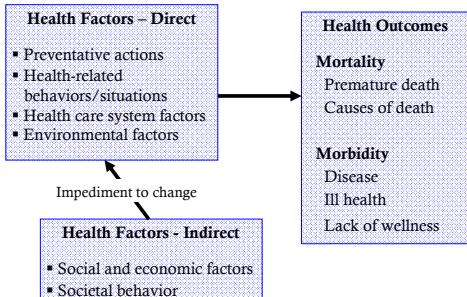 Health Factors – Direct
▪ Preventative actions
▪ Health-related
behaviors/situations
▪ Health care system factors
▪ Environmental factors
Health Outcomes
Mortality
Premature death
Causes of death
Morbidity
Disease
Ill health
Lack of wellness
Impediment to change
Health Factors - Indirect
▪ Social and economic factors
▪ Societal behavior